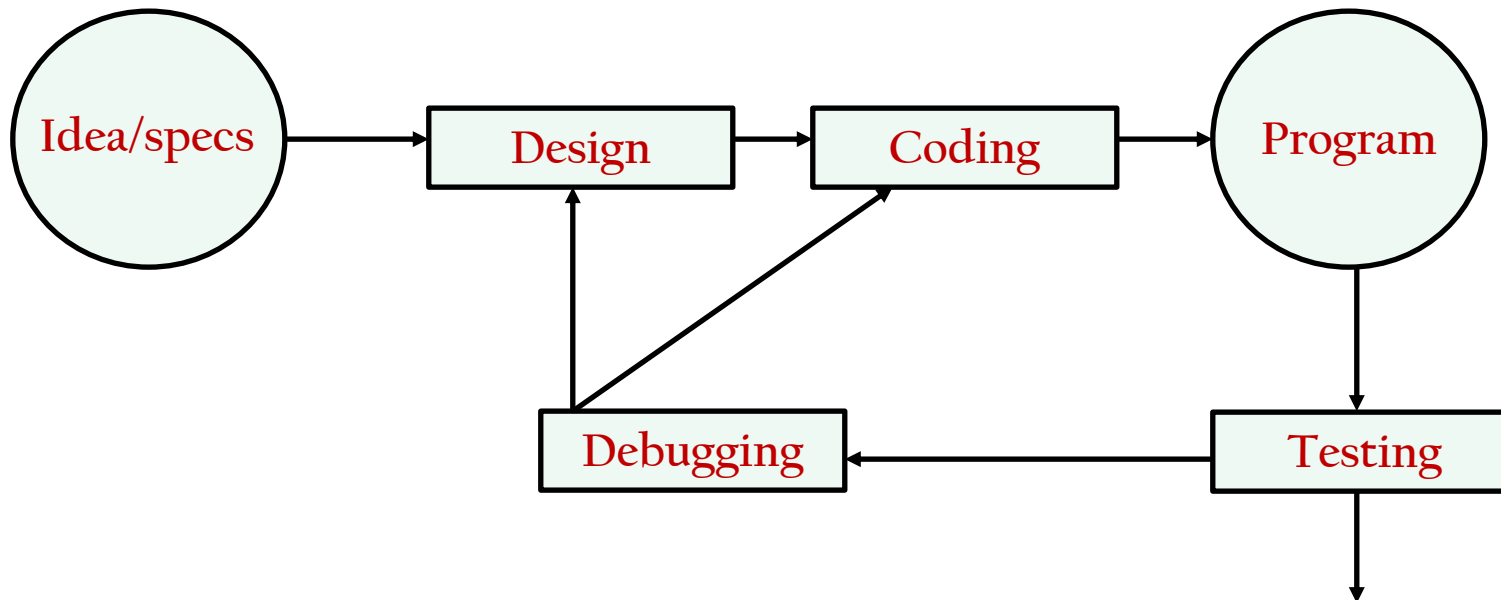 Idea/specs
Design
Coding
Program
Debugging
Testing